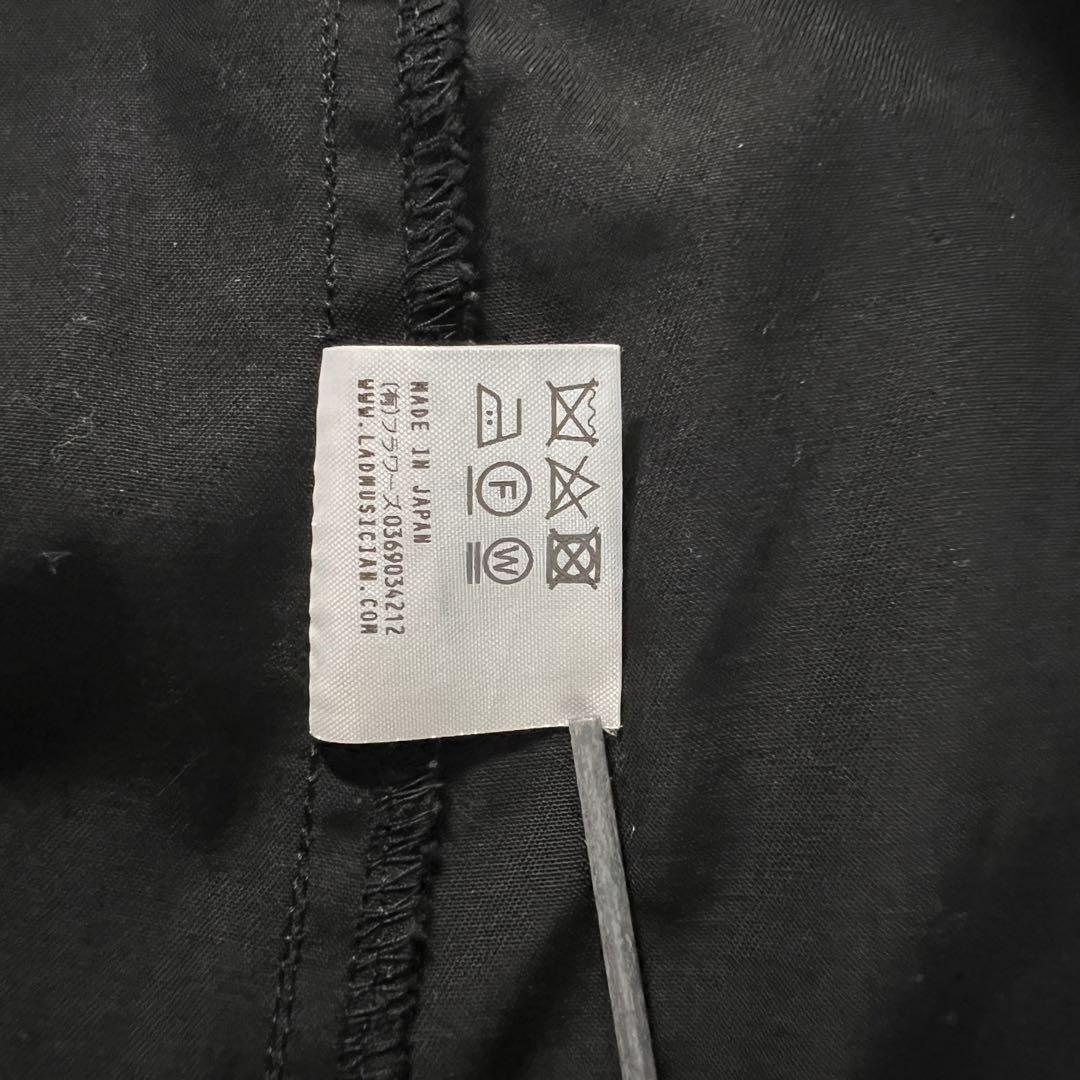 F
W
MADE IN JAPAN
(有)フラワーズ0369034212
WWW.LADMUSICIAN.COM